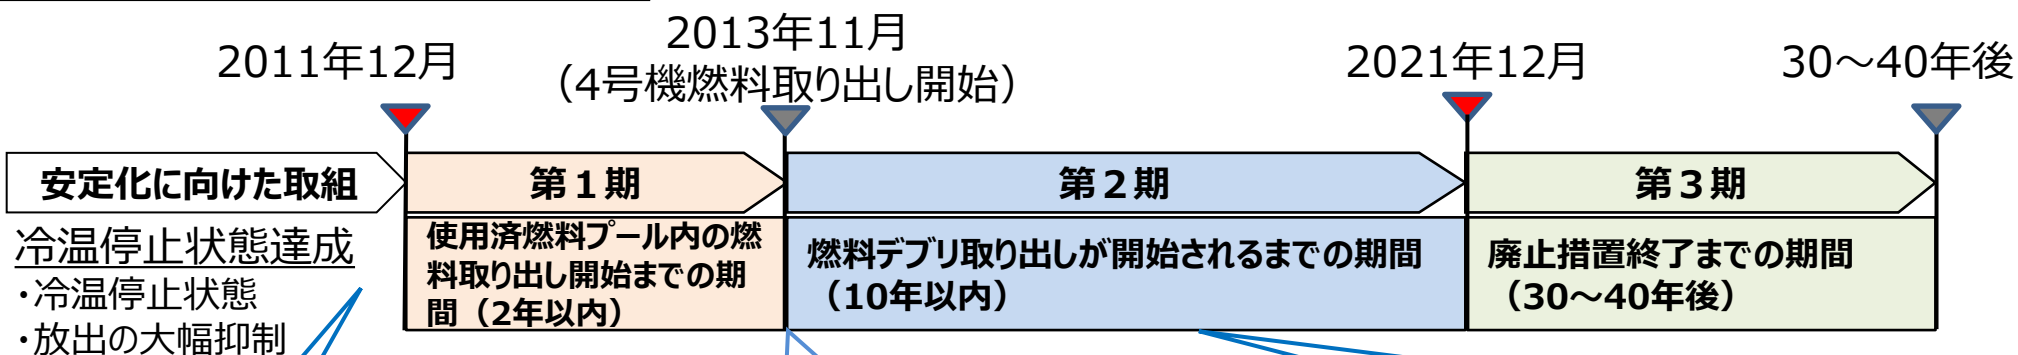 2011年12月
2013年11月
（4号機燃料取り出し開始）
2021年12月
30～40年後
安定化に向けた取組
第１期
第２期
第３期
冷温停止状態達成
・冷温停止状態
・放出の大幅抑制
使用済燃料プール内の燃
料取り出し開始までの期
間（2年以内）
燃料デブリ取り出しが開始されるまでの期間
（10年以内）
廃止措置終了までの期間
（30～40年後）